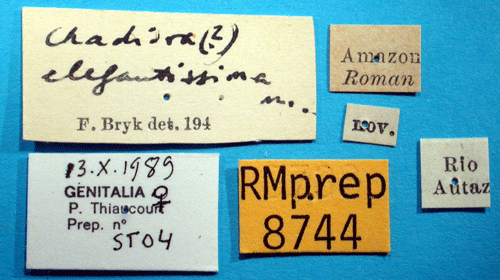 Chadisra(?)
elegantissima
n..
F. Bryk det. 194
Amazon
Roman
nov.
Rio
Autaz
13.X.1989
GENITALIA ♀
P. Thiaucourt
Prep. n°
ST04
RMprep
8744